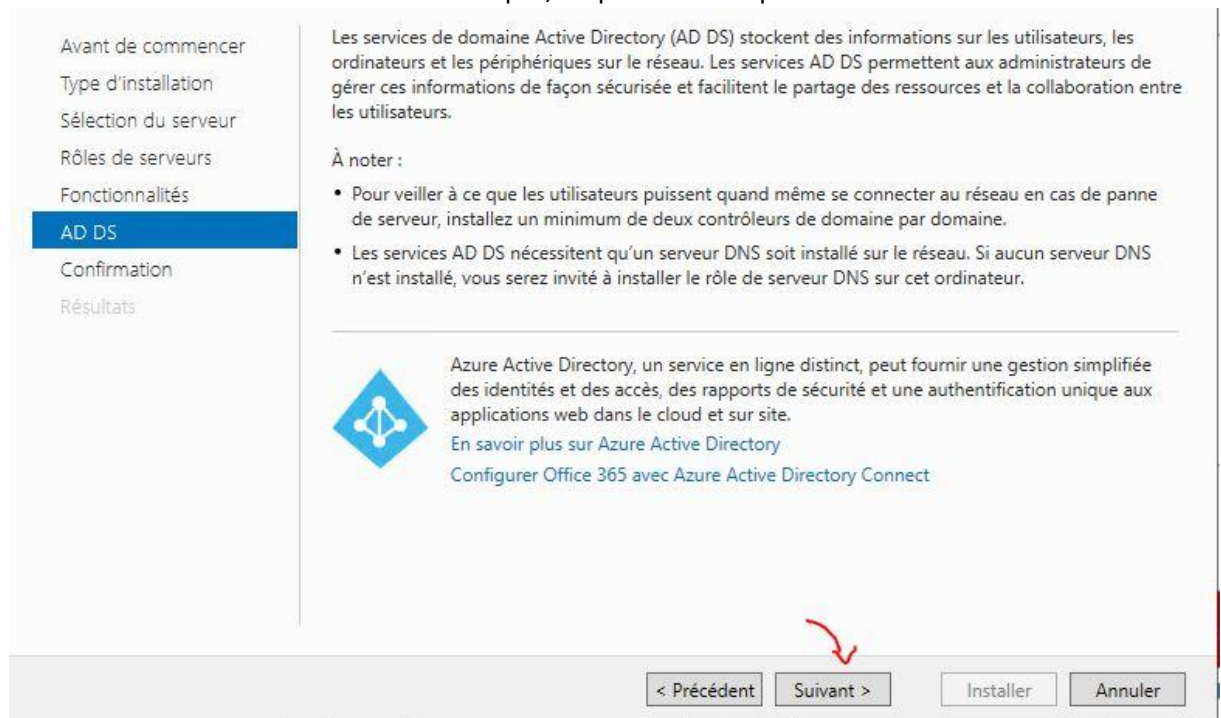 Avant de commencer
Type d'installation
Sélection du serveur
Rôles de serveurs
Fonctionnalités
AD DS
Confirmation
Résultats
Les services de domaine Active Directory (AD DS) stockent des informations sur les utilisateurs, les
ordinateurs et les périphériques sur le réseau. Les services AD DS permettent aux administrateurs de
gérer ces informations de façon sécurisée et facilitent le partage des ressources et la collaboration entre
les utilisateurs.
À noter :
• Pour veiller à ce que les utilisateurs puissent quand même se connecter au réseau en cas de panne
de serveur, installez un minimum de deux contrôleurs de domaine par domaine.
• Les services AD DS nécessitent qu'un serveur DNS soit installé sur le réseau. Si aucun serveur DNS
n'est installé, vous serez invité à installer le rôle de serveur DNS sur cet ordinateur.
Azure Active Directory, un service en ligne distinct, peut fournir une gestion simplifiée
des identités et des accès, des rapports de sécurité et une authentification unique aux
applications web dans le cloud et sur site.
En savoir plus sur Azure Active Directory
Configurer Office 365 avec Azure Active Directory Connect
< Précédent Suivant > Installer Annuler